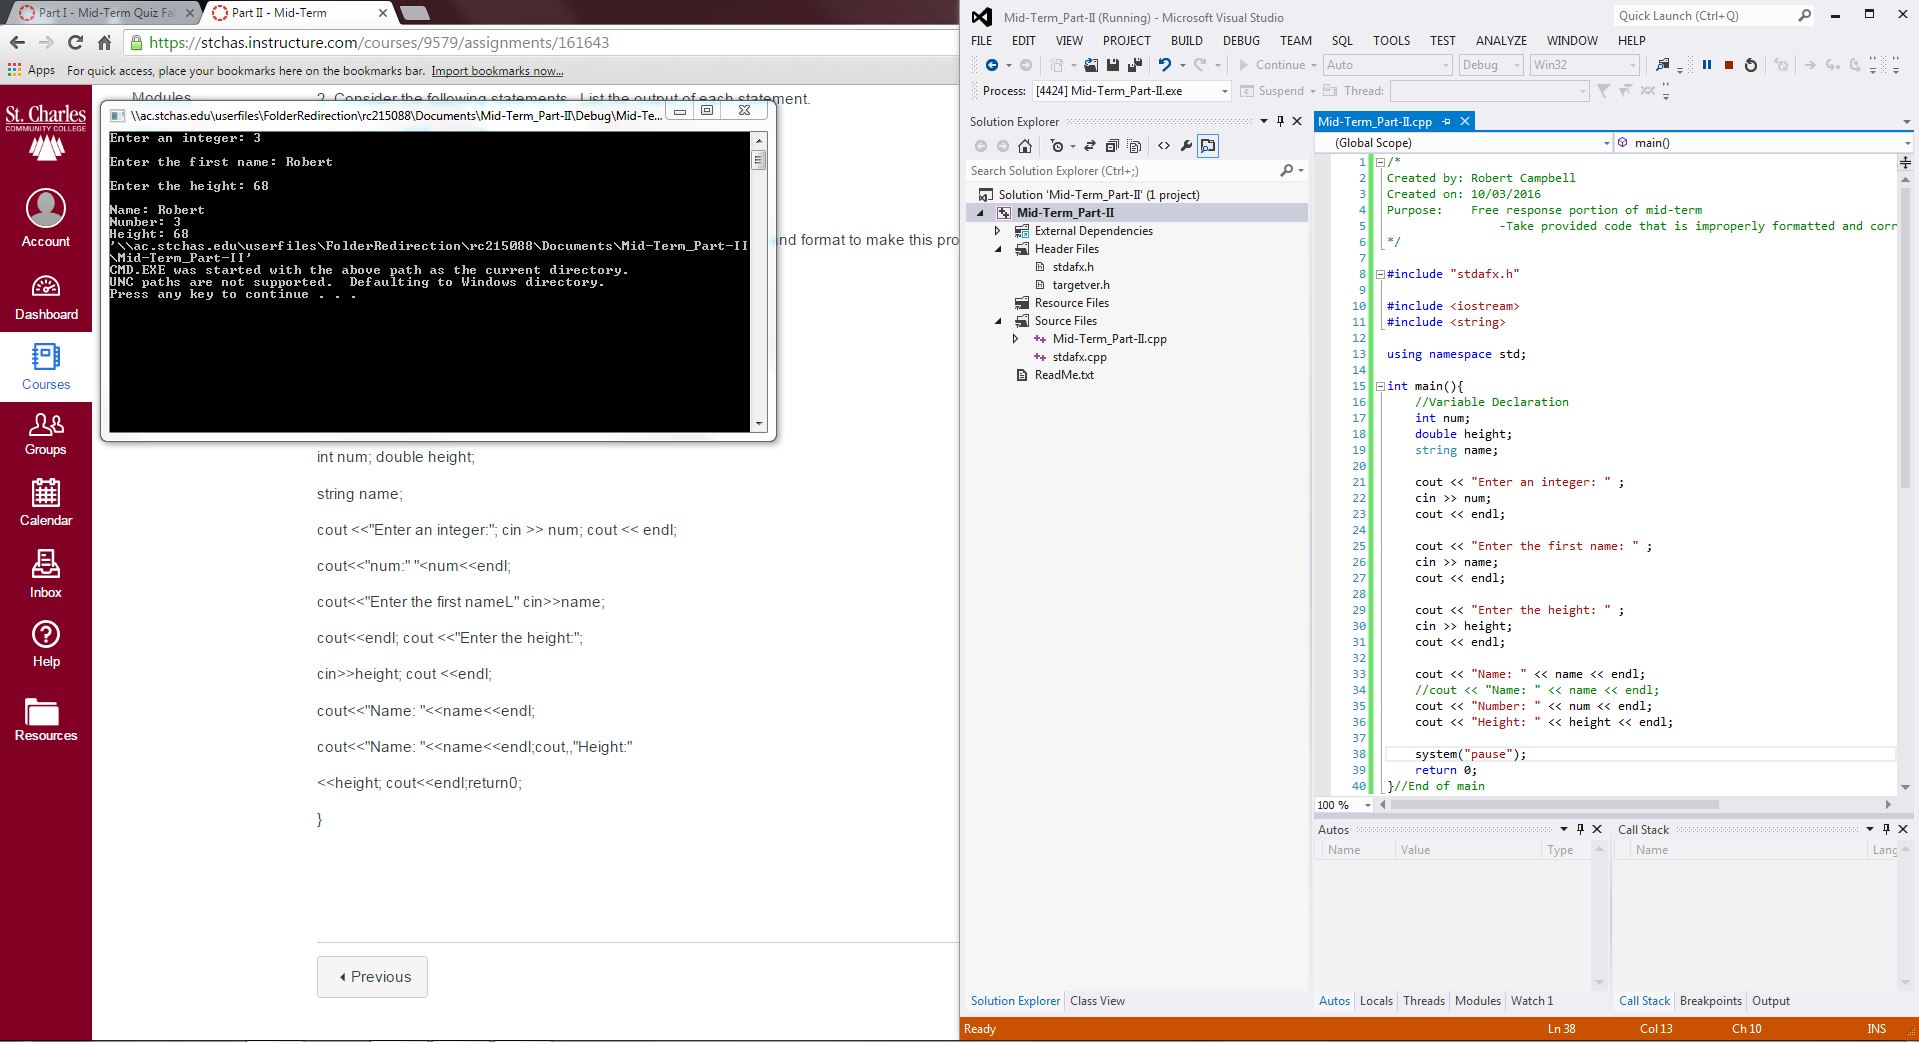 Part I - Mid-Term Quiz Fal
Part II - Mid-Term
https://stchas.instructure.com/courses/9579/assignments/161643
Apps For quick access, place your bookmarks here on the bookmarks bar. Import bookmarks now...
St. Charles
COMMUNITY COLLEGE
Account
Dashboard
Courses
Groups
Calendar
Inbox
Help
Resources
Modules
2. Consider the following statements. List the output of each statement.
\\ac.stchas.edu\userfiles\FolderRedirection\rc215088\Documents\Mid-Term_Part-II\Debug\Mid-Te...
Enter an integer: 3
Enter the first name: Robert
Enter the height: 68
Name: Robert
Number: 3
Height: 68
'\\ac.stchas.edu\userfiles\FolderRedirection\rc215088\Documents\Mid-Term_Part-II
\Mid-Term_Part-II'
CMD.EXE was started with the above path as the current directory.
UNC paths are not supported.  Defaulting to Windows directory.
Press any key to continue . . .
nd format to make this pro
int num; double height;
string name;
cout <<"Enter an integer:"; cin >> num; cout << endl;
cout<<"num:" "<num<<endl;
cout<<"Enter the first nameL" cin>>name;
cout<<endl; cout <<"Enter the height:";
cin>>height; cout <<endl;
cout<<"Name: "<<name<<endl;
cout<<"Name: "<<name<<endl;cout,,"Height:"
<<height; cout<<endl;return0;
}
Previous
Mid-Term_Part-II (Running) - Microsoft Visual Studio
Quick Launch (Ctrl+Q)
FILE EDIT VIEW PROJECT BUILD DEBUG TEAM SQL TOOLS TEST ANALYZE WINDOW HELP
Continue Auto Debug Win32
Process: [4424] Mid-Term_Part-II.exe Suspend Thread:
Solution Explorer
Search Solution Explorer (Ctrl+;)
Solution 'Mid-Term_Part-II' (1 project)
Mid-Term_Part-II
External Dependencies
Header Files
stdafx.h
targetver.h
Resource Files
Source Files
Mid-Term_Part-II.cpp
stdafx.cpp
ReadMe.txt
Solution Explorer Class View
Mid-Term_Part-II.cpp
(Global Scope) main()
1 /*
2 Created by: Robert Campbell
3 Created on: 10/03/2016
4 Purpose:    Free response portion of mid-term
5 -Take provided code that is improperly formatted and corr
6 */
7
8 #include "stdafx.h"
9
10 #include <iostream>
11 #include <string>
12
13 using namespace std;
14
15 int main(){
16 //Variable Declaration
17 int num;
18 double height;
19 string name;
20
21 cout << "Enter an integer: " ;
22 cin >> num;
23 cout << endl;
24
25 cout << "Enter the first name: " ;
26 cin >> name;
27 cout << endl;
28
29 cout << "Enter the height: " ;
30 cin >> height;
31 cout << endl;
32
33 cout << "Name: " << name << endl;
34 //cout << "Name: " << name << endl;
35 cout << "Number: " << num << endl;
36 cout << "Height: " << height << endl;
37
38 system("pause");
39 return 0;
40 }//End of main
100 %
Autos
Name Value Type
Autos Locals Threads Modules Watch 1
Call Stack
Name Lang
Call Stack Breakpoints Output
Ready Ln 38 Col 13 Ch 10 INS